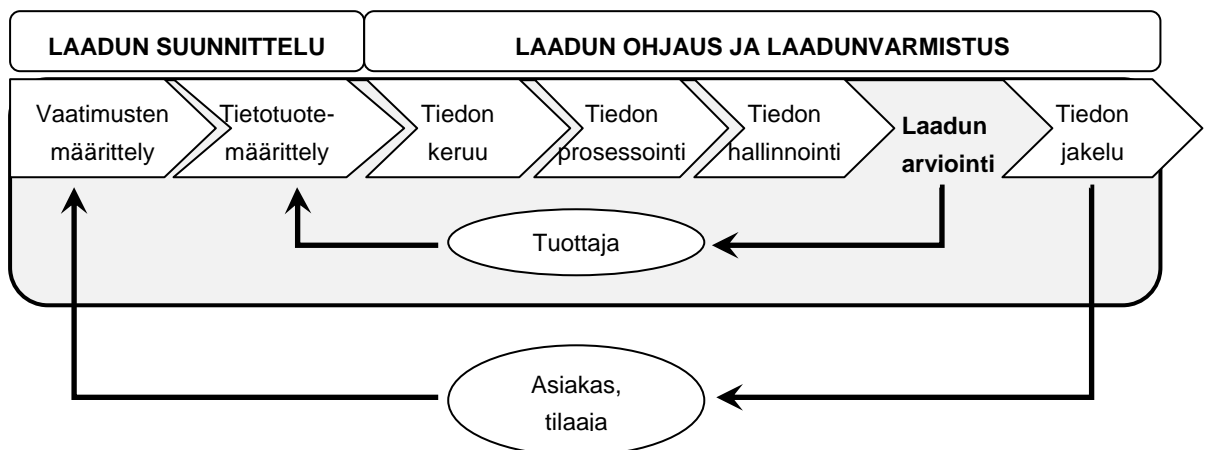 LAADUN SUUNNITTELU
LAADUN OHJAUS JA LAADUNVARMISTUS
Vaatimusten
määrittely
Tietotuote-
määrittely
Tiedon
keruu
Tiedon
prosessointi
Tiedon
hallinnointi
Laadun
arviointi
Tiedon
jakelu
Tuottaja
Asiakas,
tilaaja